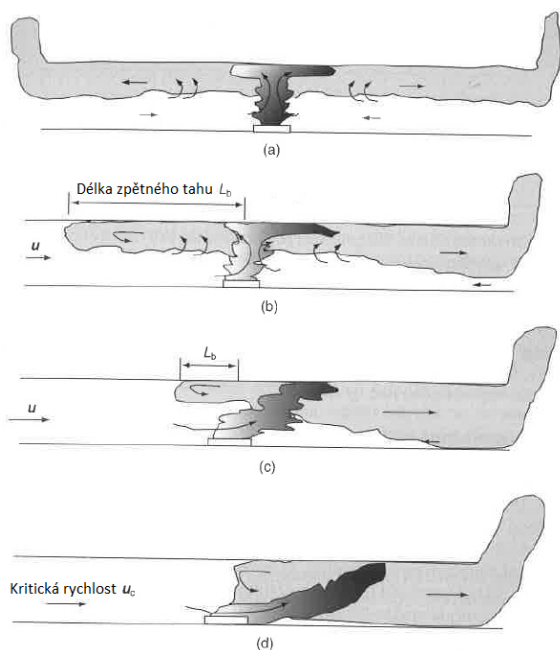 (a)
Délka zpětného tahu Lb
u
(b)
Lb
u
(c)
Kritická rychlost uc
(d)